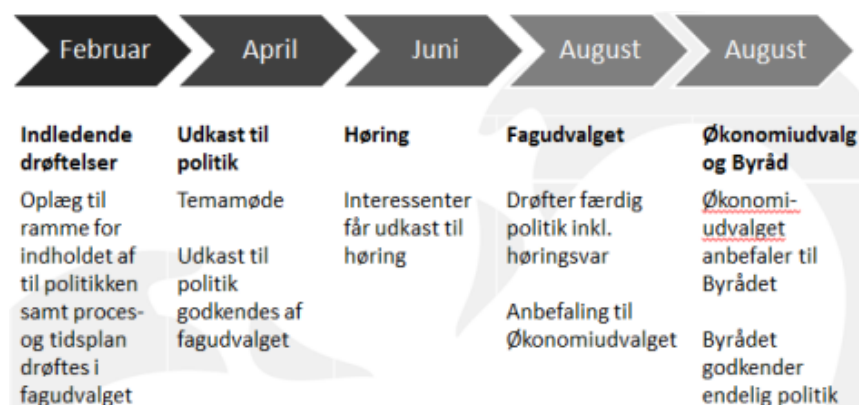 Februar
April
Juni
August
August
Indledende
drøftelser
Oplæg til
ramme for
indholdet af
til politikken
samt proces-
og tidsplan
drøftes i
fagudvalget
Udkast til
politik
Temamøde
Udkast til
politik
godkendes af
fagudvalget
Høring
Interessenter
får udkast til
høring
Fagudvalget
Drøfter færdig
politik inkl.
høringsvar
Anbefaling til
Økonomiudvalget
Økonomiudvalg
og Byråd
Økonomi-
udvalget
anbefaler til
Byrådet
Byrådet
godkender
endelig politik